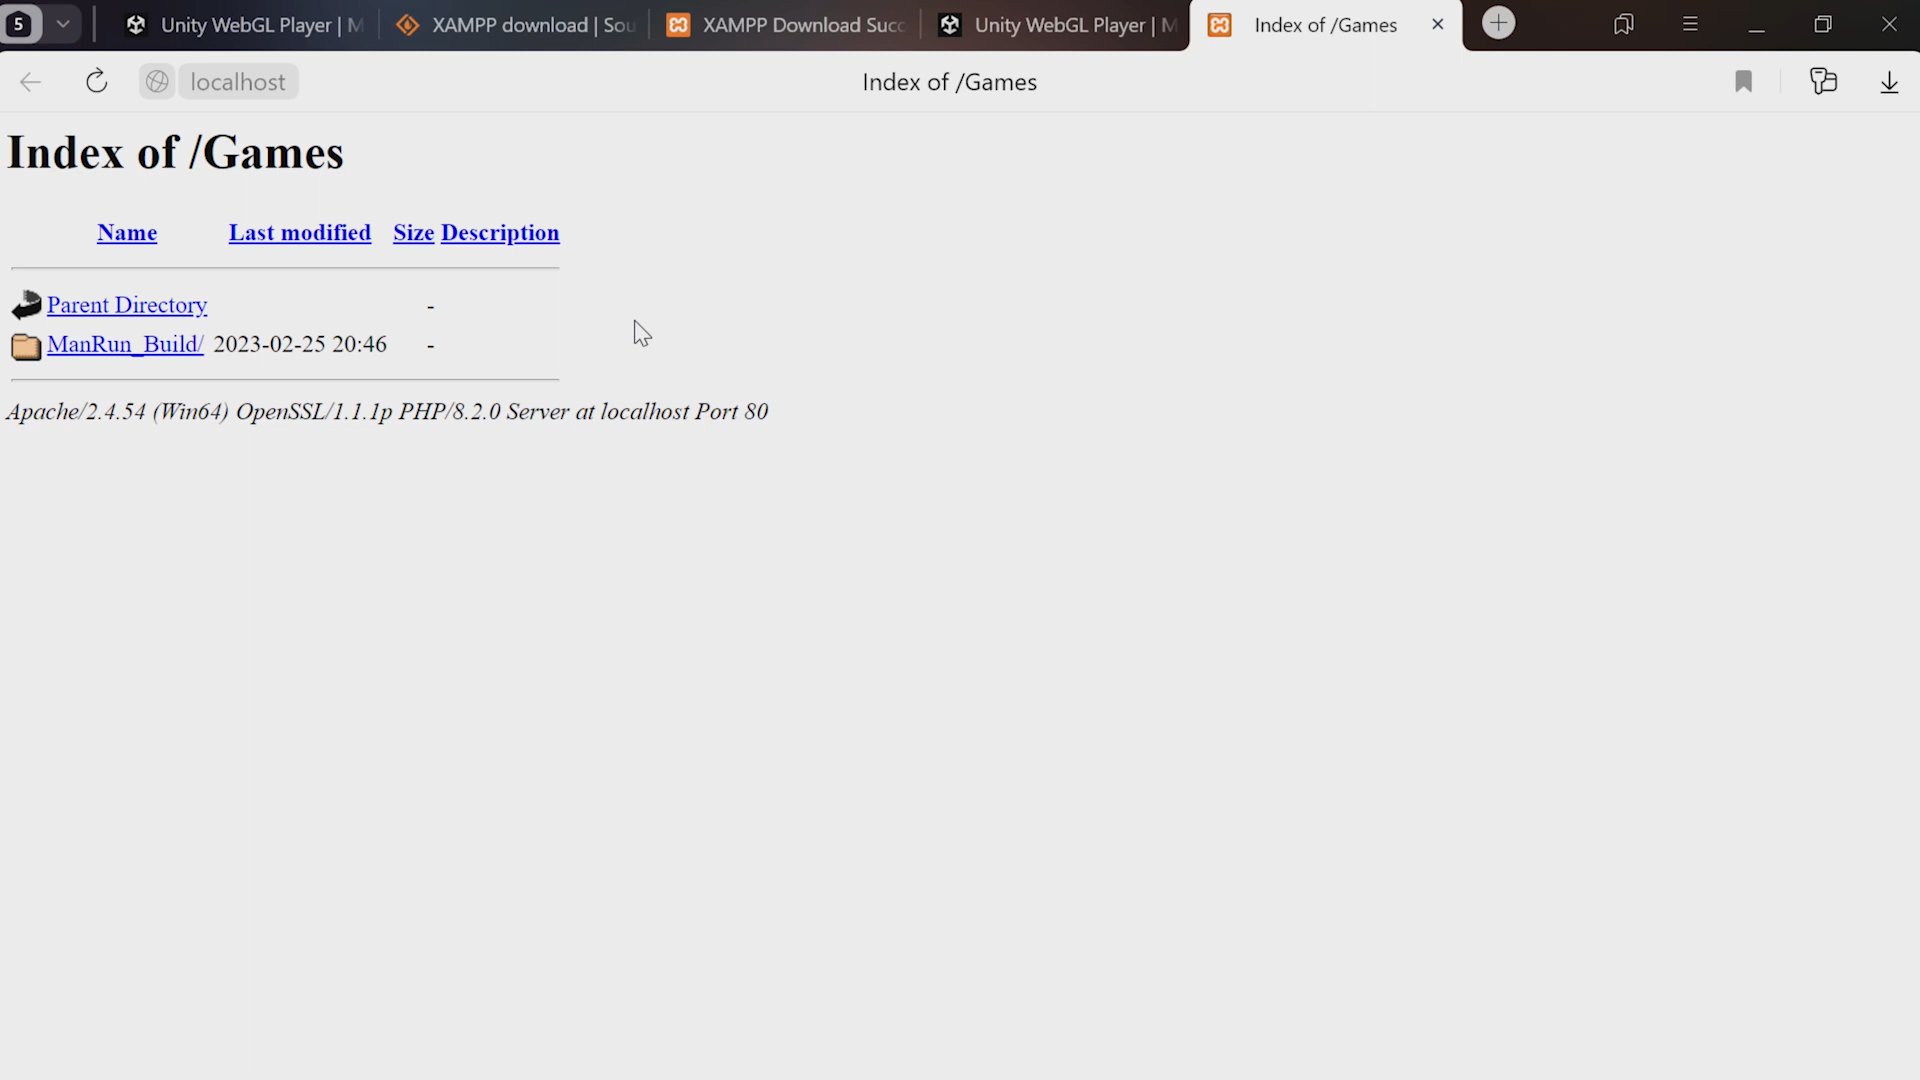 5
Unity WebGL Player | M
XAMPP download | Sou
XAMPP Download Succ
Unity WebGL Player | M
Index of /Games
localhost
Index of /Games
Index of /Games
Name Last modified Size Description
Parent Directory -
ManRun_Build/ 2023-02-25 20:46 -
Apache/2.4.54 (Win64) OpenSSL/1.1.1p PHP/8.2.0 Server at localhost Port 80